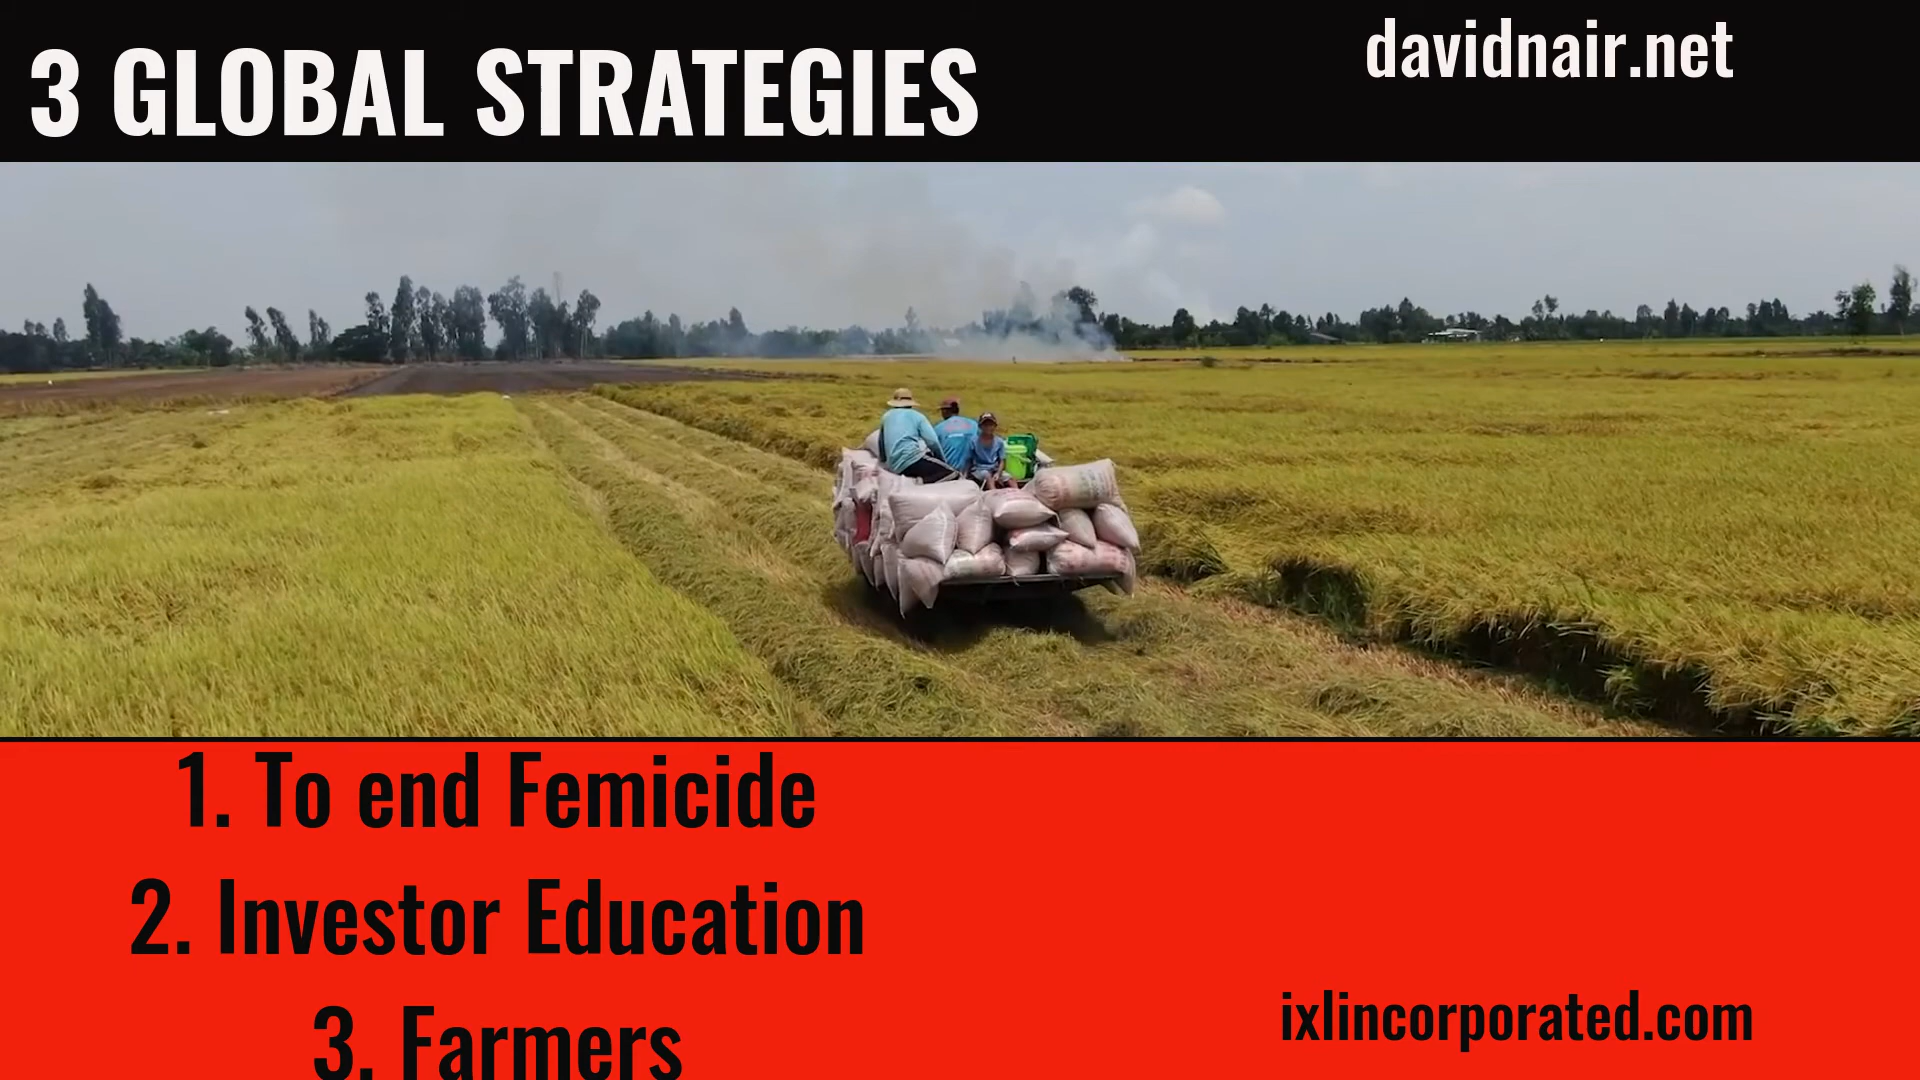 3 GLOBAL STRATEGIES
davidnair.net
1. To end Femicide
2. Investor Education
3. Farmers
ixlincorporated.com